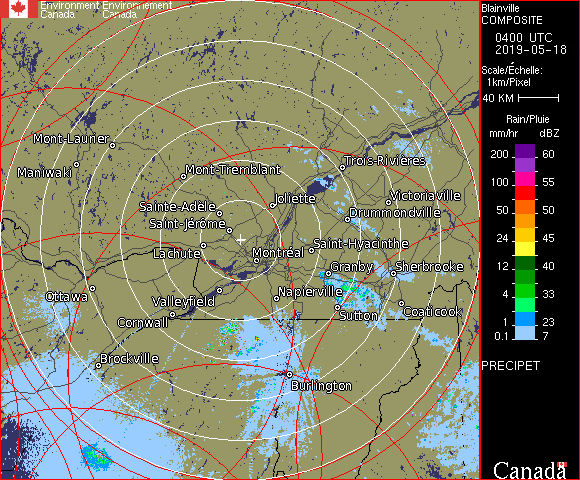 Environment Environnement
Canada Canada
Blainville
COMPOSITE
0400 UTC
2019-05-18
Scale/Échelle:
1km/Pixel
40 KM
Rain/Pluie
mm/hr dBZ
200 60
100 55
50 50
24 45
12 40
4 33
1 23
0.1 7
PRECIPET
Canada
Mont-Laurier
Maniwaki
Mont-Tremblant
Trois-Rivières
Sainte-Adèle
Joliette
Victoriaville
Saint-Jérôme
Drummondville
Lachute
Montréal
Saint-Hyacinthe
Granby
Sherbrooke
Ottawa
Valleyfield
Napierville
Cornwall
Sutton
Coaticook
Brockville
Burlington